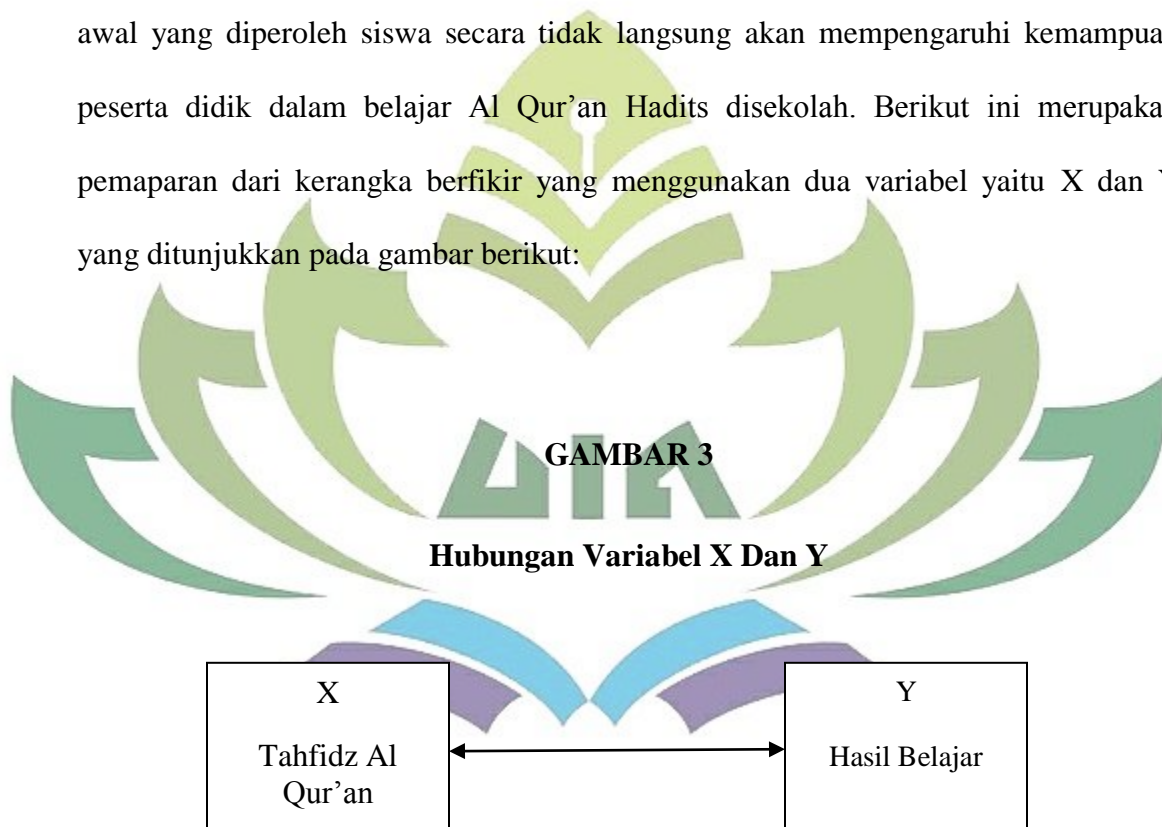 awal yang diperoleh siswa secara tidak langsung akan mempengaruhi
peserta didik dalam belajar Al Qur’an Hadits disekolah. Berikut ini
pemaparan dari kerangka berfikir yang menggunakan dua variabel yaitu X dan
yang ditunjukkan pada gambar berikut:
GAMBAR 3
Hubungan Variabel X Dan Y
X
Tahfidz Al
Qur’an
Y
Hasil Belajar